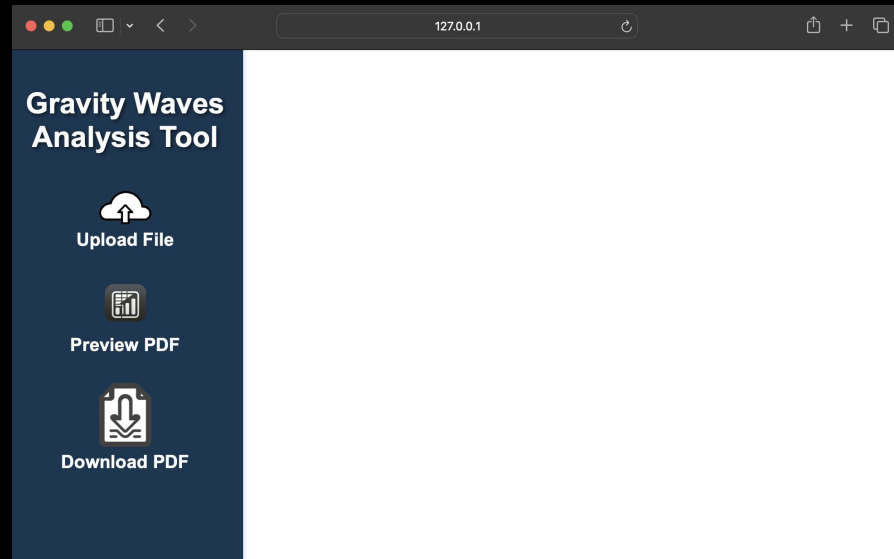 127.0.0.1
Gravity Waves
Analysis Tool
Upload File
Preview PDF
Download PDF